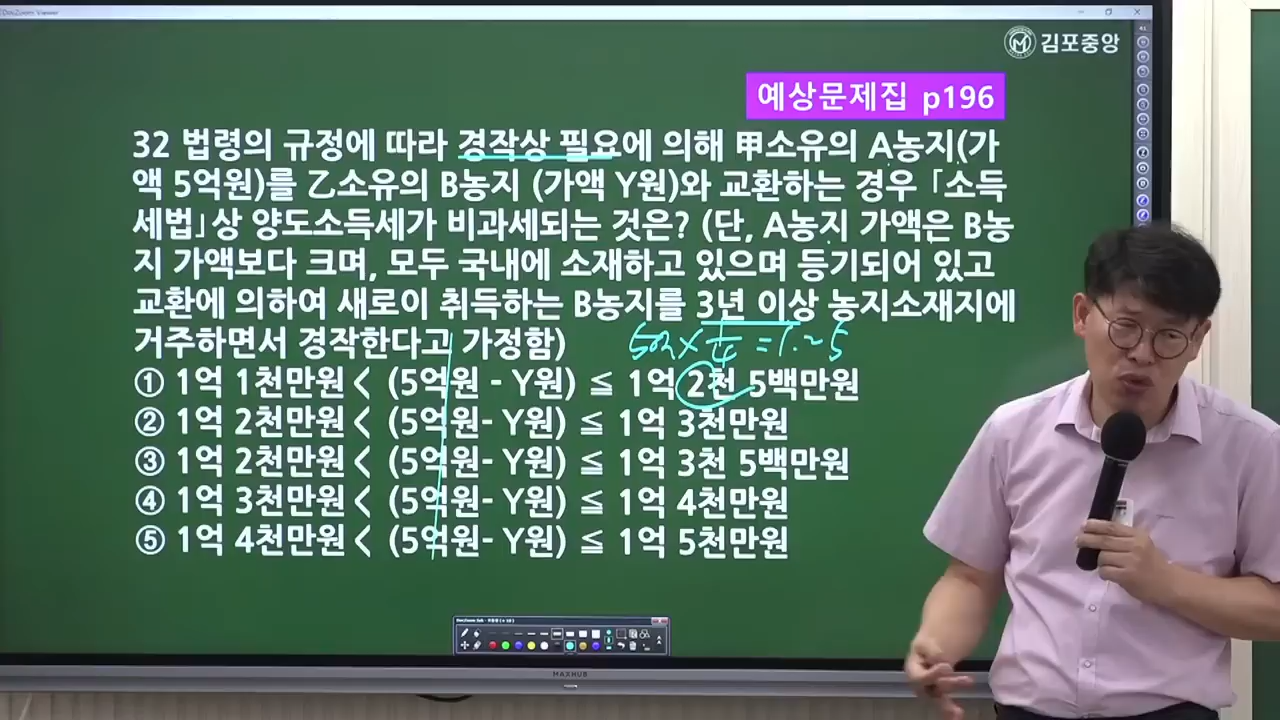 DocZoom Viewer
김포중앙
예상문제집 p196
32 법령의 규정에 따라 경작상 필요에 의해 甲소유의 A농지(가
액 5억원)를 乙소유의 B농지 (가액 Y원)와 교환하는 경우 「소득
세법」상 양도소득세가 비과세되는 것은? (단, A농지 가액은 B농
지 가액보다 크며, 모두 국내에 소재하고 있으며 등기되어 있고
교환에 의하여 새로이 취득하는 B농지를 3년 이상 농지소재지에
거주하면서 경작한다고 가정함)
① 1억 1천만원 < (5억원 - Y원) ≦ 1억 2천 5백만원
② 1억 2천만원 < (5억원- Y원) ≦ 1억 3천만원
③ 1억 2천만원 < (5억원- Y원) ≦ 1억 3천 5백만원
④ 1억 3천만원 < (5억원- Y원) ≦ 1억 4천만원
⑤ 1억 4천만원 < (5억원- Y원) ≦ 1억 5천만원
MAXHUB